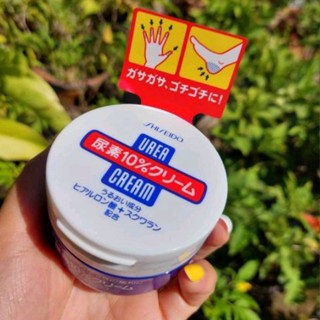 ガサガサ、ゴチゴチに!
SHISEIDO
UREA
尿素10%クリーム
CREAM
うるおい成分
ヒアルロン酸+スクワラン
配合